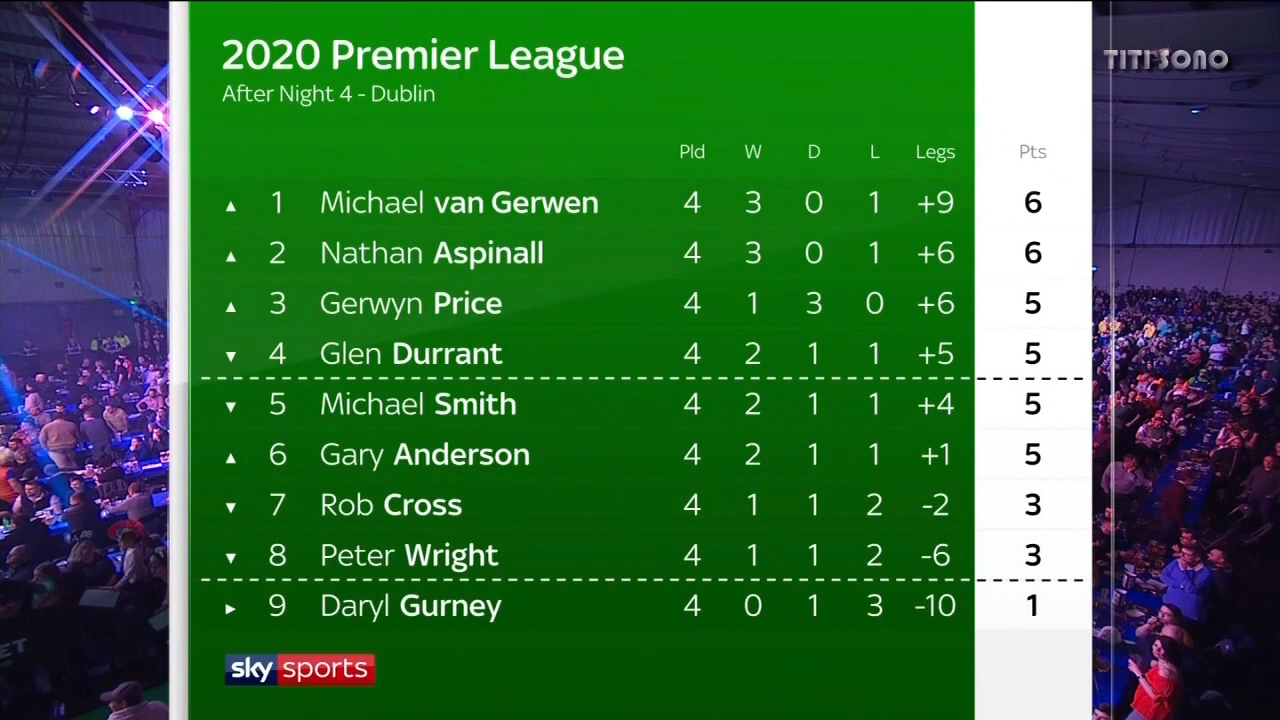 2020 Premier League
After Night 4 - Dublin
TITI SONO
Pld W D L Legs Pts
▲ 1 Michael van Gerwen 4 3 0 1 +9 6
▲ 2 Nathan Aspinall 4 3 0 1 +6 6
▲ 3 Gerwyn Price 4 1 3 0 +6 5
▼ 4 Glen Durrant 4 2 1 1 +5 5
▼ 5 Michael Smith 4 2 1 1 +4 5
▲ 6 Gary Anderson 4 2 1 1 +1 5
▼ 7 Rob Cross 4 1 1 2 -2 3
▼ 8 Peter Wright 4 1 1 2 -6 3
► 9 Daryl Gurney 4 0 1 3 -10 1
sky sports